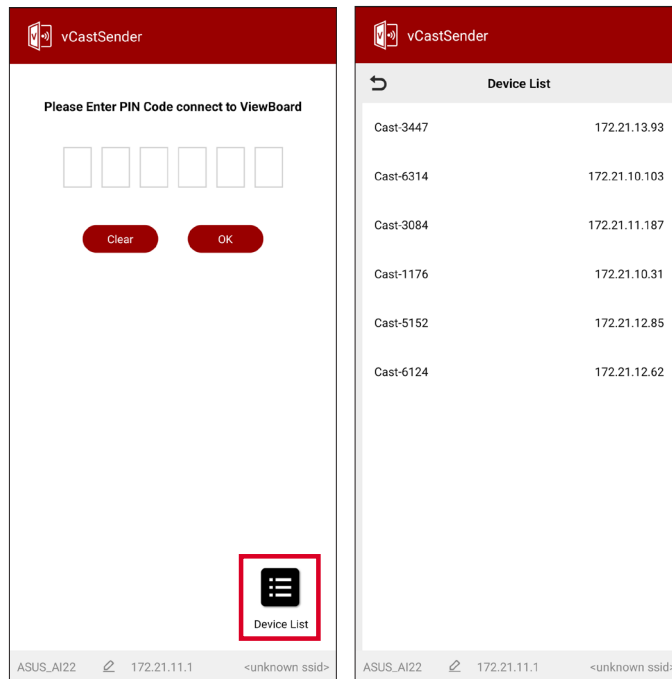 vCastSender
Please Enter PIN Code connect to ViewBoard
Clear OK
Device List
ASUS_AI22 172.21.11.1 <unknown ssid>
vCastSender
Device List
Cast-3447 172.21.13.93
Cast-6314 172.21.10.103
Cast-3084 172.21.11.187
Cast-1176 172.21.10.31
Cast-5152 172.21.12.85
Cast-6124 172.21.12.62
ASUS_AI22 172.21.11.1 <unknown ssid>